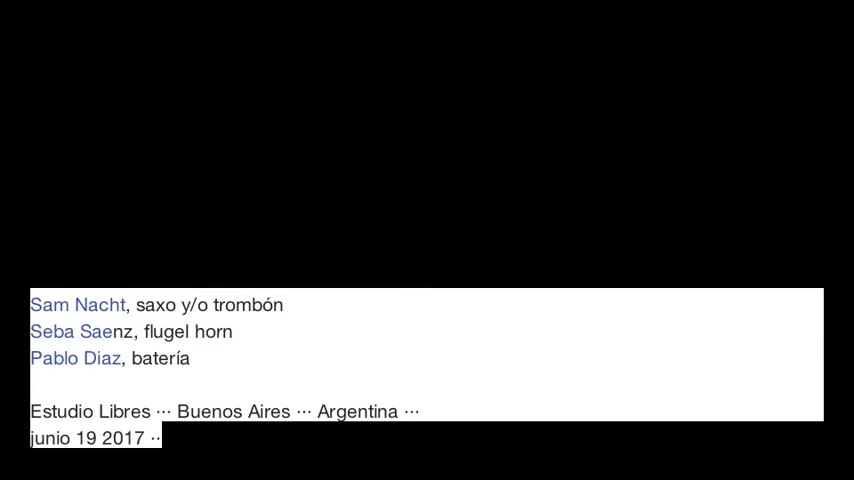 Sam Nacht, saxo y/o trombón
Seba Saenz, flugel horn
Pablo Diaz, batería
Estudio Libres ··· Buenos Aires ··· Argentina ···
junio 19 2017 ··